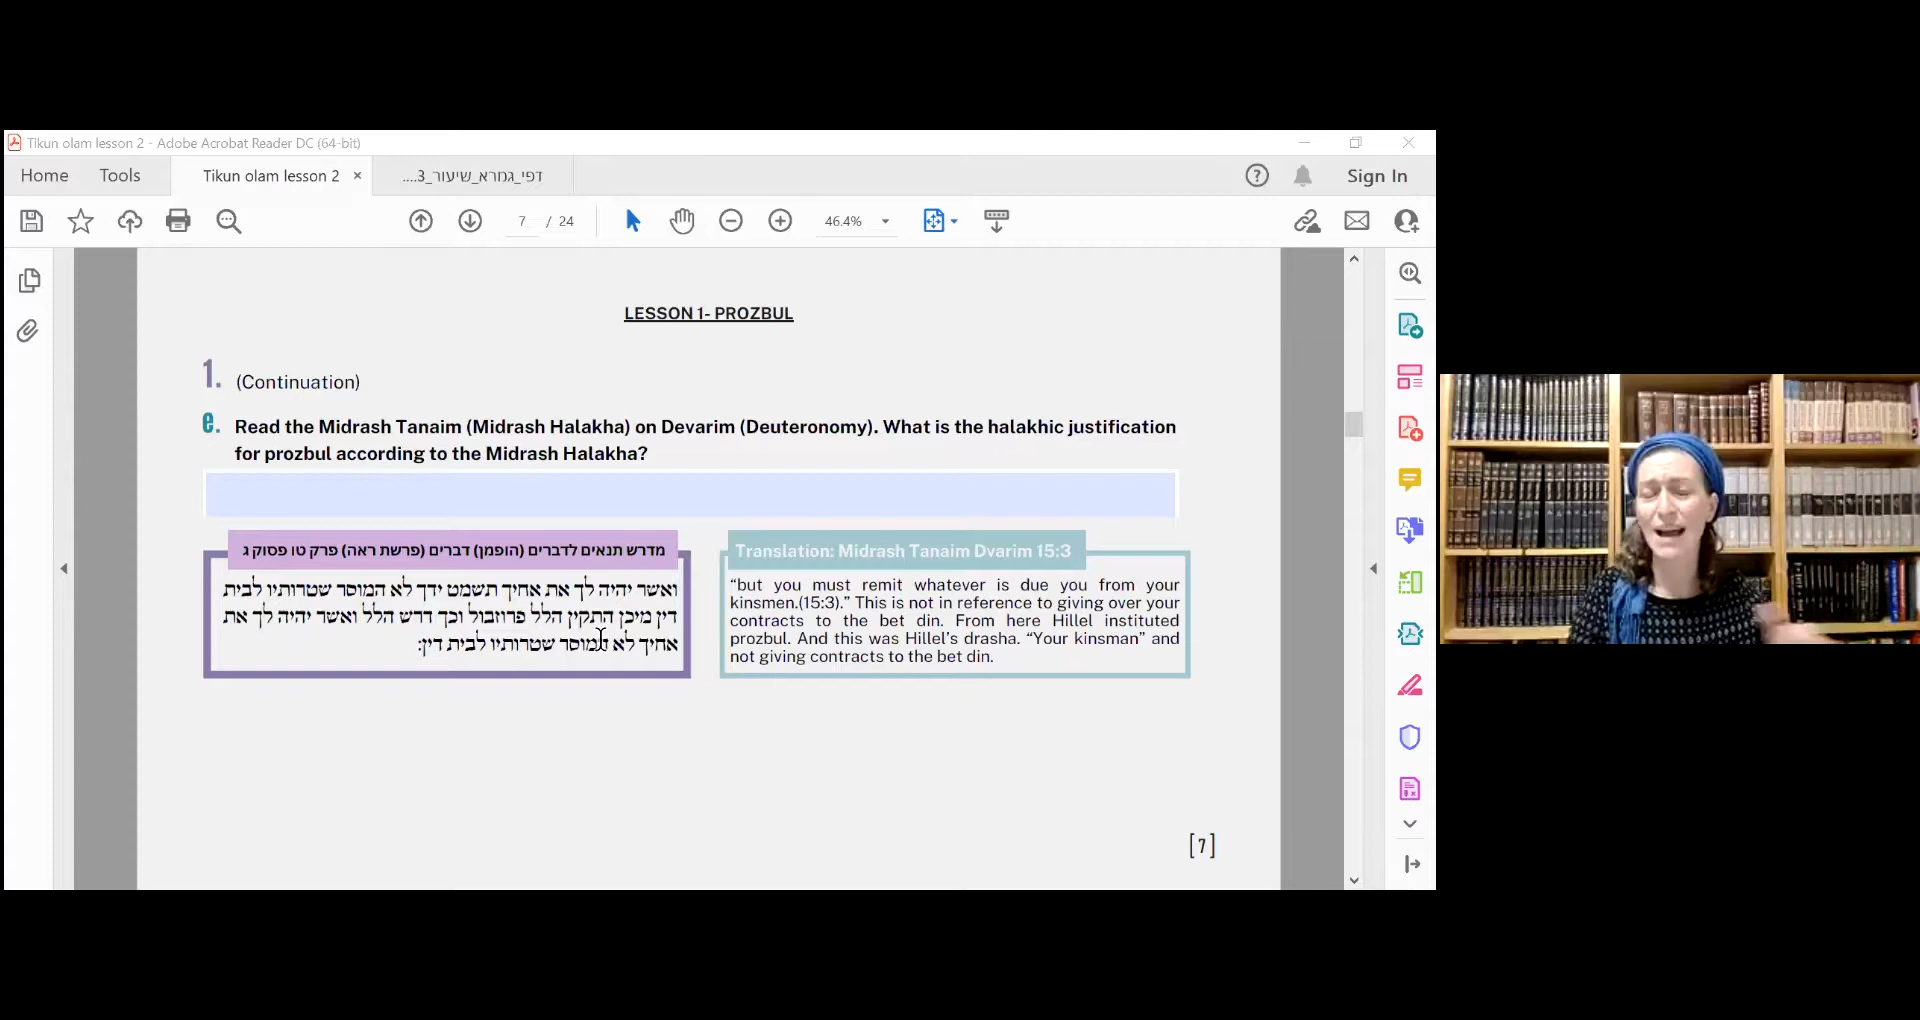 Tikun olam lesson 2 - Adobe Acrobat Reader DC (64-bit)
Home
Tools
Tikun olam lesson 2
דפי_גמרא_שיעור_3....
Sign In
7 / 24
46.4%
LESSON 1- PROZBUL
1. (Continuation)
e. Read the Midrash Tanaim (Midrash Halakha) on Devarim (Deuteronomy). What is the halakhic justification
for prozbul according to the Midrash Halakha?
מדרש תנאים לדברים (הופמן) דברים (פרשת ראה) פרק טו פסוק ג
ואשר יהיה לך את אחיך תשמט ידך לא המוסר שטרותיו לבית
דין מיכן התקין הלל פרוזבול וכך דרש הלל ואשר יהיה לך את
אחיך לא המוסר שטרותיו לבית דין:
Translation: Midrash Tanaim Dvarim 15:3
“but you must remit whatever is due you from your
kinsmen.(15:3).” This is not in reference to giving over your
contracts to the bet din. From here Hillel instituted
prozbul. And this was Hillel’s drasha. “Your kinsman” and
not giving contracts to the bet din.
[7]